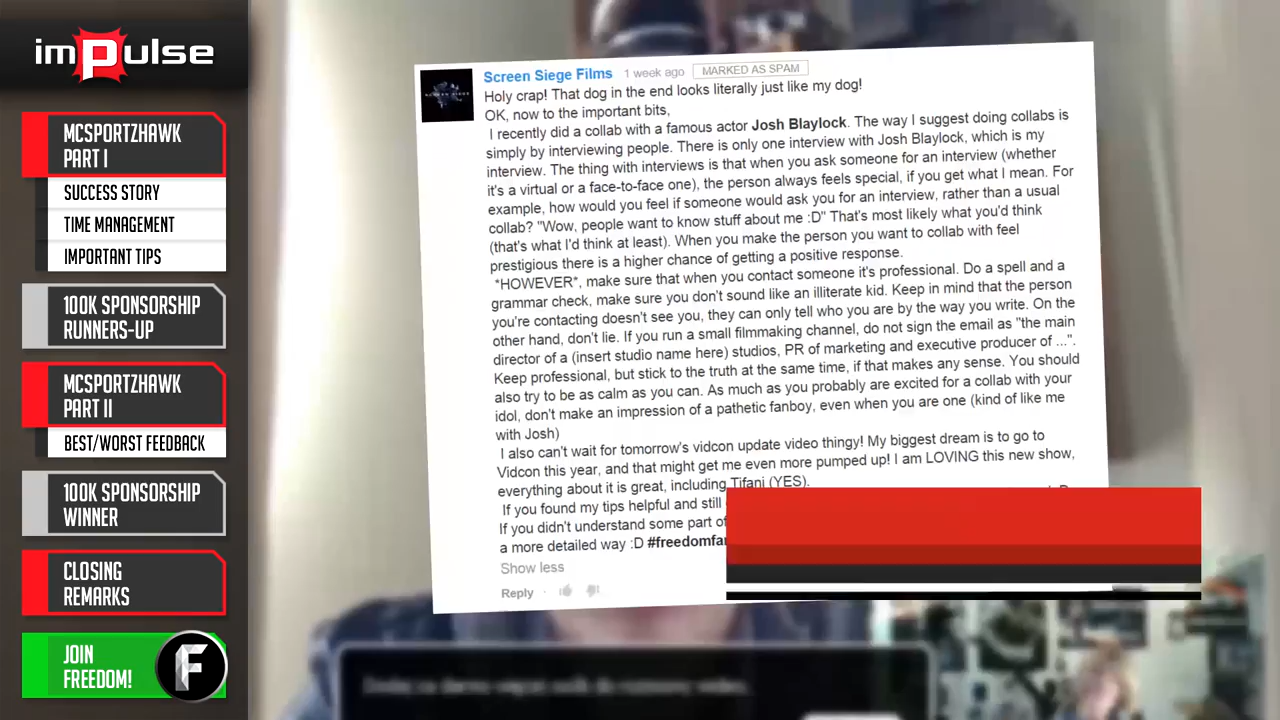 imPulse
MCSPORTZHAWK
PART I
SUCCESS STORY
TIME MANAGEMENT
IMPORTANT TIPS
100K SPONSORSHIP
RUNNERS-UP
MCSPORTZHAWK
PART II
BEST/WORST FEEDBACK
100K SPONSORSHIP
WINNER
CLOSING
REMARKS
JOIN
FREEDOM!
F
Screen Siege Films 1 week ago MARKED AS SPAM
Holy crap! That dog in the end looks literally just like my dog!
OK, now to the important bits,
I recently did a collab with a famous actor Josh Blaylock. The way I suggest doing collabs is
simply by interviewing people. There is only one interview with Josh Blaylock, which is my
interview. The thing with interviews is that when you ask someone for an interview (whether
it's a virtual or a face-to-face one), the person always feels special, if you get what I mean. For
example, how would you feel if someone would ask you for an interview, rather than a usual
collab? "Wow, people want to know stuff about me :D" That's most likely what you'd think
(that's what I'd think at least). When you make the person you want to collab with feel
prestigious there is a higher chance of getting a positive response.
*HOWEVER*, make sure that when you contact someone it's professional. Do a spell and a
grammar check, make sure you don't sound like an illiterate kid. Keep in mind that the person
you're contacting doesn't see you, they can only tell who you are by the way you write. On the
other hand, don't lie. If you run a small filmmaking channel, do not sign the email as "the main
director of a (insert studio name here) studios, PR of marketing and executive producer of ...".
Keep professional, but stick to the truth at the same time, if that makes any sense. You should
also try to be as calm as you can. As much as you probably are excited for a collab with your
idol, don't make an impression of a pathetic fanboy, even when you are one (kind of like me
with Josh)
I also can't wait for tomorrow's vidcon update video thingy! My biggest dream is to go to
Vidcon this year, and that might get me even more pumped up! I am LOVING this new show,
everything about it is great, including Tifani (YES).
If you found my tips helpful and still
If you didn't understand some part of
a more detailed way :D #freedomfa
Show less
Reply